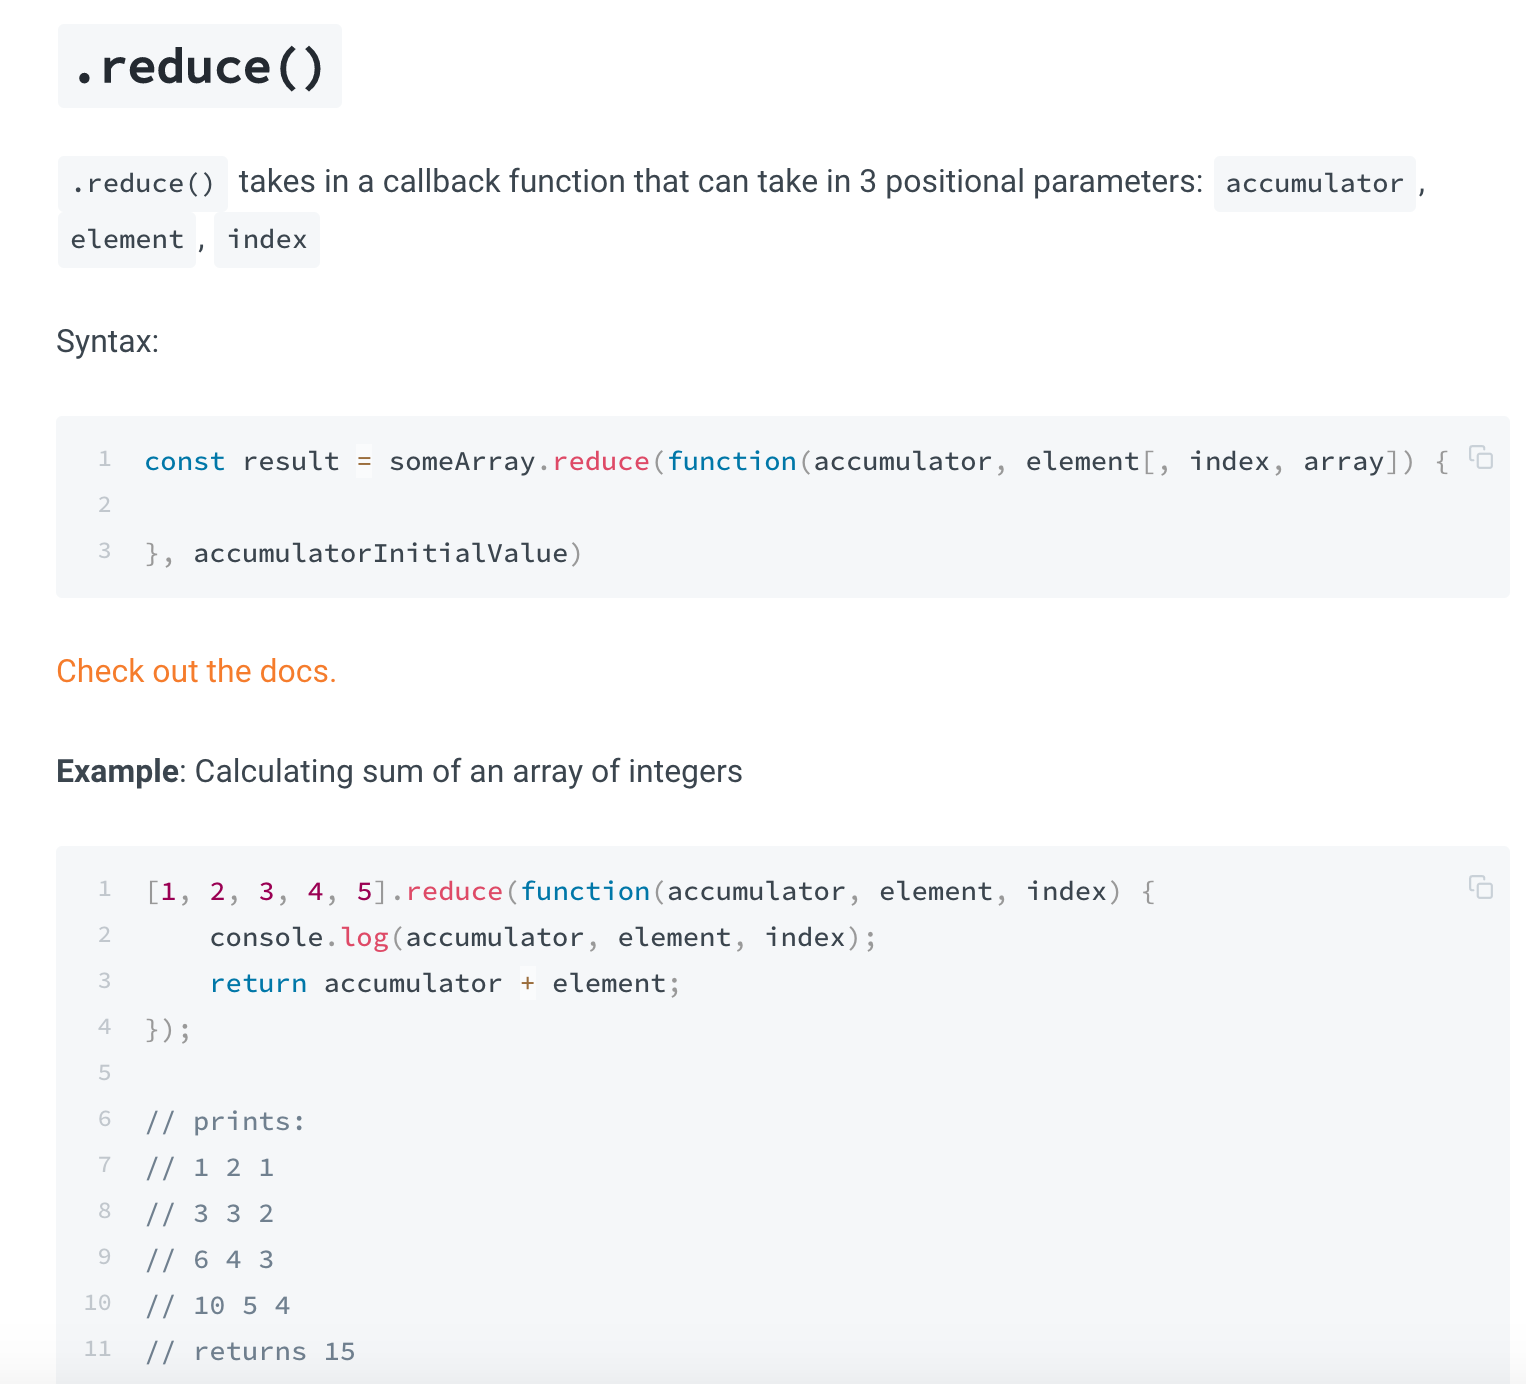 .reduce()
.reduce() takes in a callback function that can take in 3 positional parameters: accumulator,
element, index
Syntax:
1 const result = someArray.reduce(function(accumulator, element[, index, array]) {
2
3 }, accumulatorInitialValue)
Check out the docs.
Example: Calculating sum of an array of integers
1 [1, 2, 3, 4, 5].reduce(function(accumulator, element, index) {
2     console.log(accumulator, element, index);
3     return accumulator + element;
4 });
5
6 // prints:
7 // 1 2 1
8 // 3 3 2
9 // 6 4 3
10 // 10 5 4
11 // returns 15